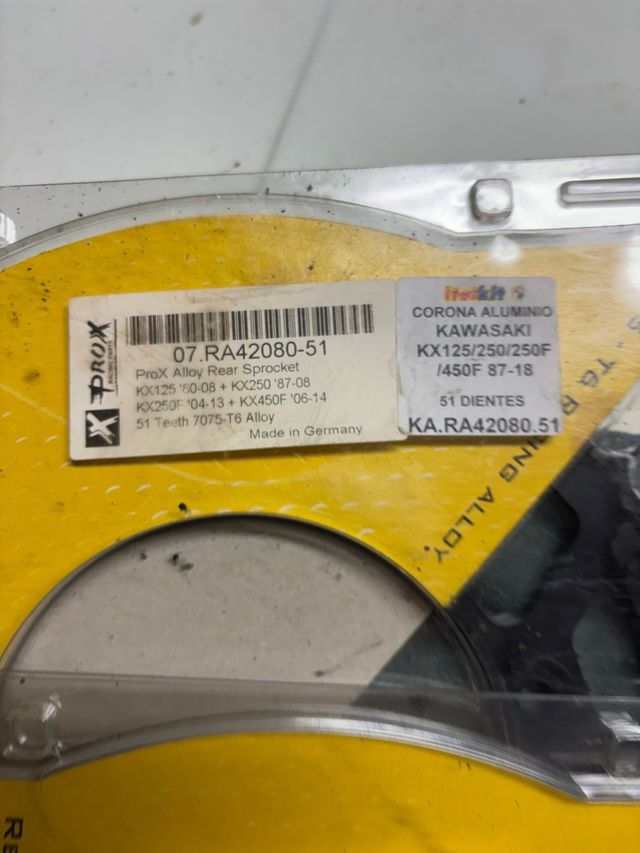 PROX
07.RA42080-51
ProX Alloy Rear Sprocket
KX125 '80-08 + KX250 '87-08
KX250F '04-13 + KX450F '06-14
51 Teeth 7075-T6 Alloy
Made in Germany
CORONA ALUMINIO
KAWASAKI
KX125/250/250F
/450F 87-18
51 DIENTES
KA.RA42080.51
ALLOY
RE